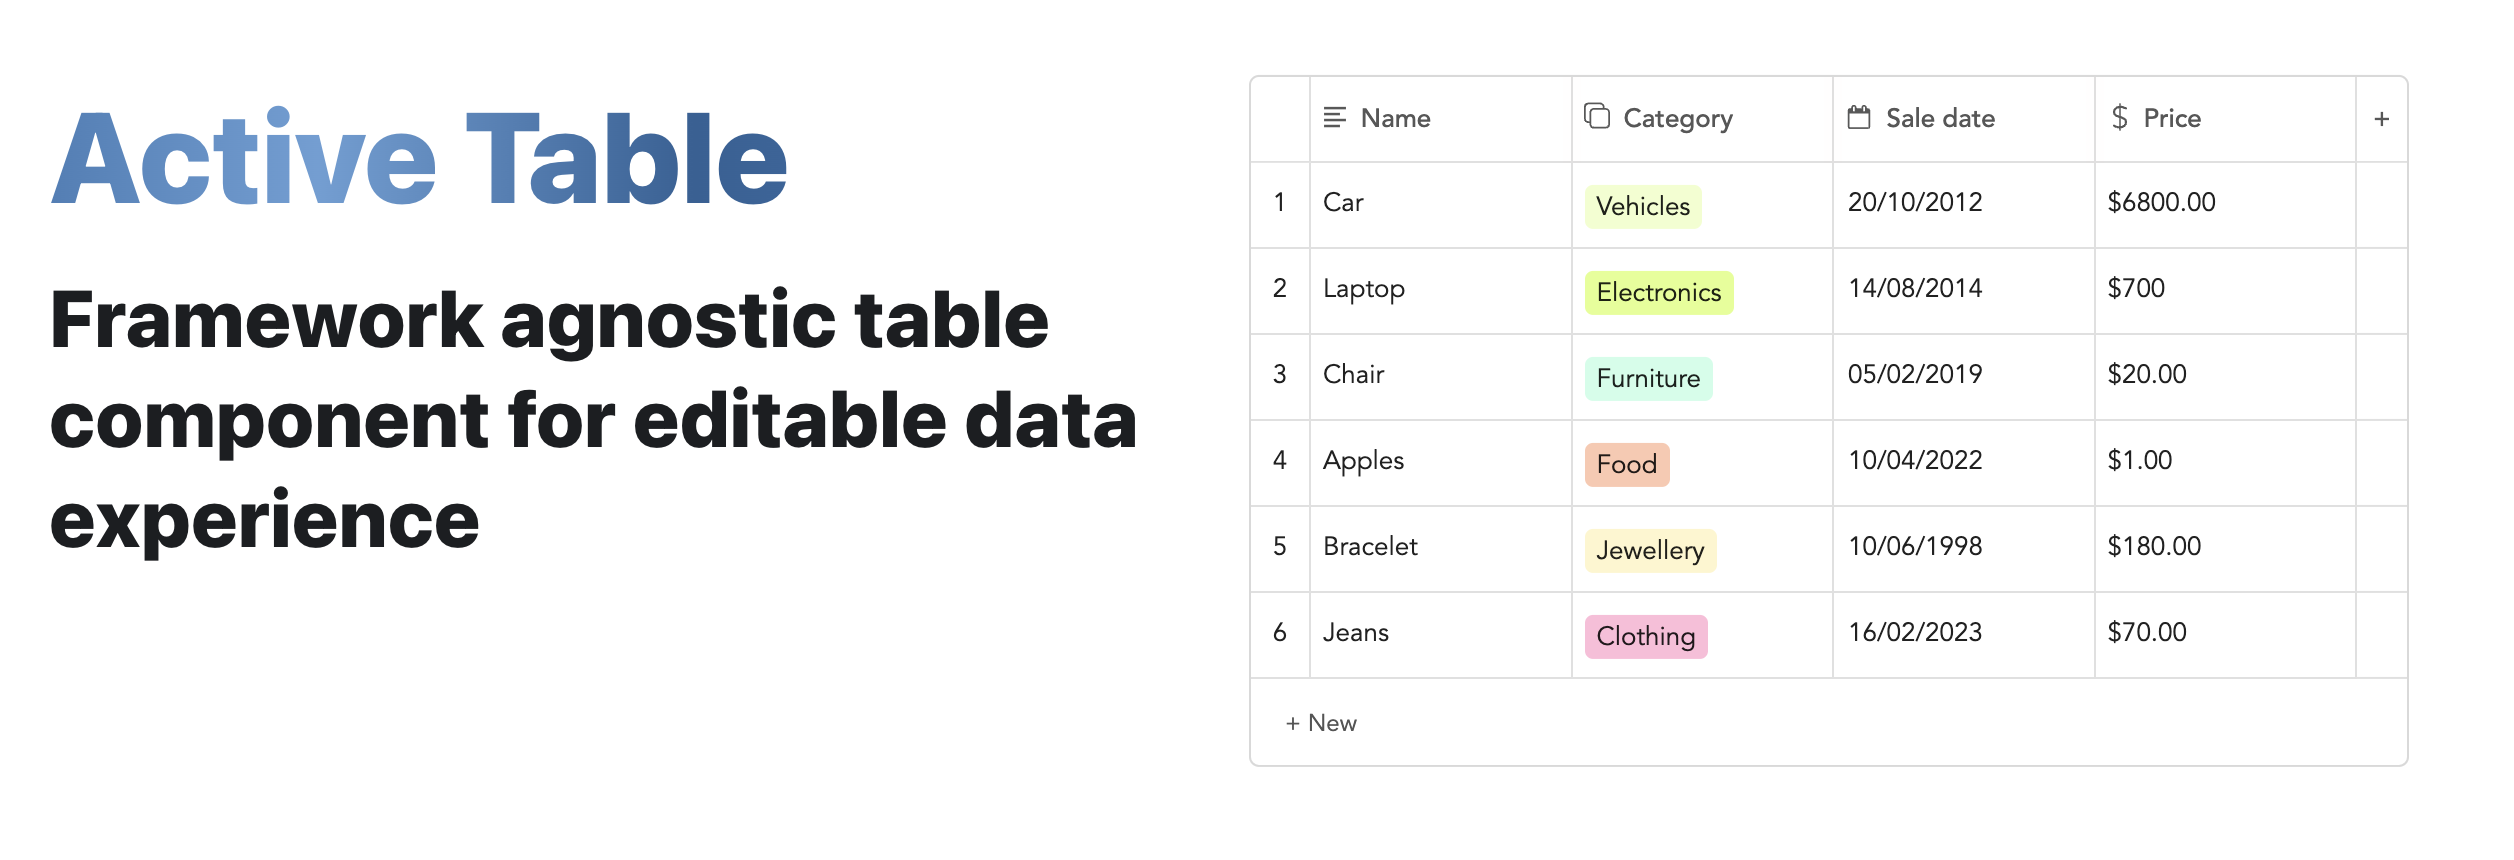 Active Table
Framework agnostic table
component for editable data
experience
Name Category Sale date $ Price +
1 Car Vehicles 20/10/2012 $6800.00
2 Laptop Electronics 14/08/2014 $700
3 Chair Furniture 05/02/2019 $20.00
4 Apples Food 10/04/2022 $1.00
5 Bracelet Jewellery 10/06/1998 $180.00
6 Jeans Clothing 16/02/2023 $70.00
+ New